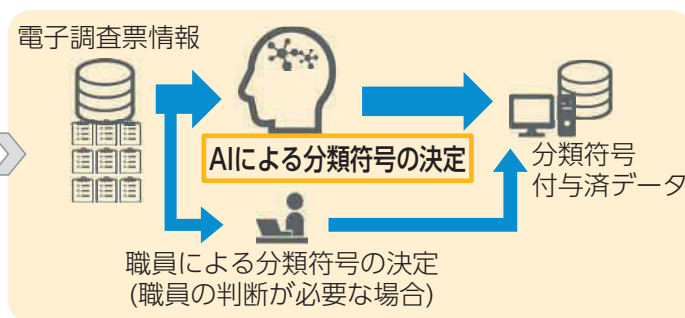 電子調査票情報
AIによる分類符号の決定
分類符号
付与済データ
職員による分類符号の決定
(職員の判断が必要な場合)